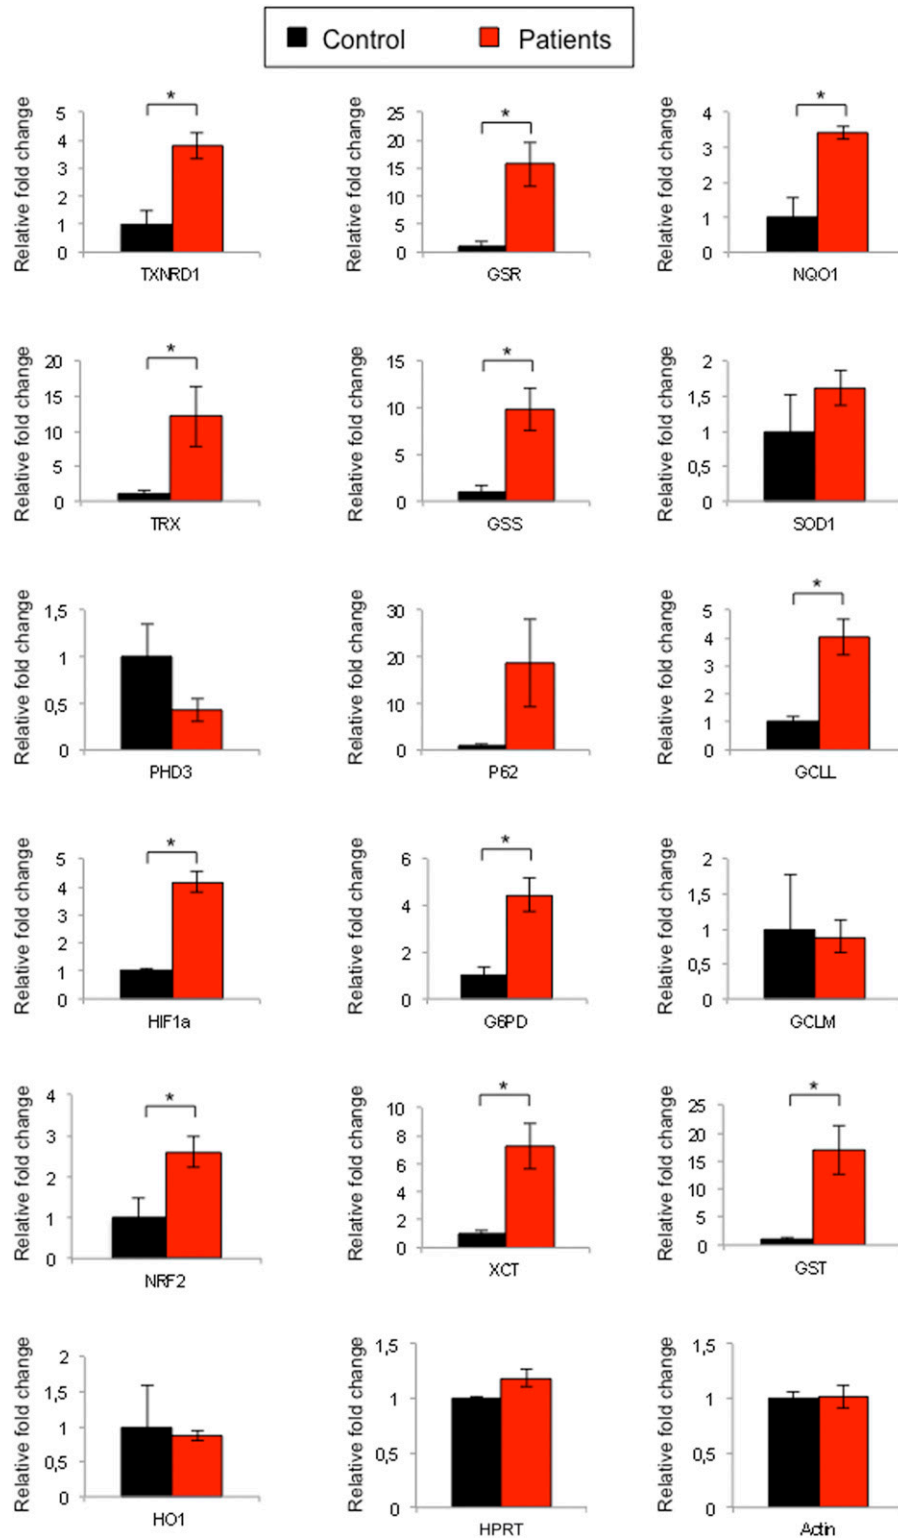 Control Patients
Relative fold change
5
4
3
2
1
0
*
TXNRD1
Relative fold change
25
20
15
10
5
0
*
GSR
Relative fold change
4
3
2
1
0
*
NQO1
Relative fold change
20
15
10
5
0
*
TRX
Relative fold change
15
10
5
0
*
GSS
Relative fold change
2
1,5
1
0,5
0
SOD1
Relative fold change
1,5
1
0,5
0
PHD3
Relative fold change
30
20
10
0
P62
Relative fold change
5
4
3
2
1
0
*
GCLL
Relative fold change
5
4
3
2
1
0
*
HIF1a
Relative fold change
6
4
2
0
*
G6PD
Relative fold change
2
1,5
1
0,5
0
GCLM
Relative fold change
4
3
2
1
0
*
NRF2
Relative fold change
10
8
6
4
2
0
*
XCT
Relative fold change
25
20
15
10
5
0
*
GST
Relative fold change
2
1,5
1
0,5
0
HO1
Relative fold change
1,5
1
0,5
0
HPRT
Relative fold change
1,5
1
0,5
0
Actin